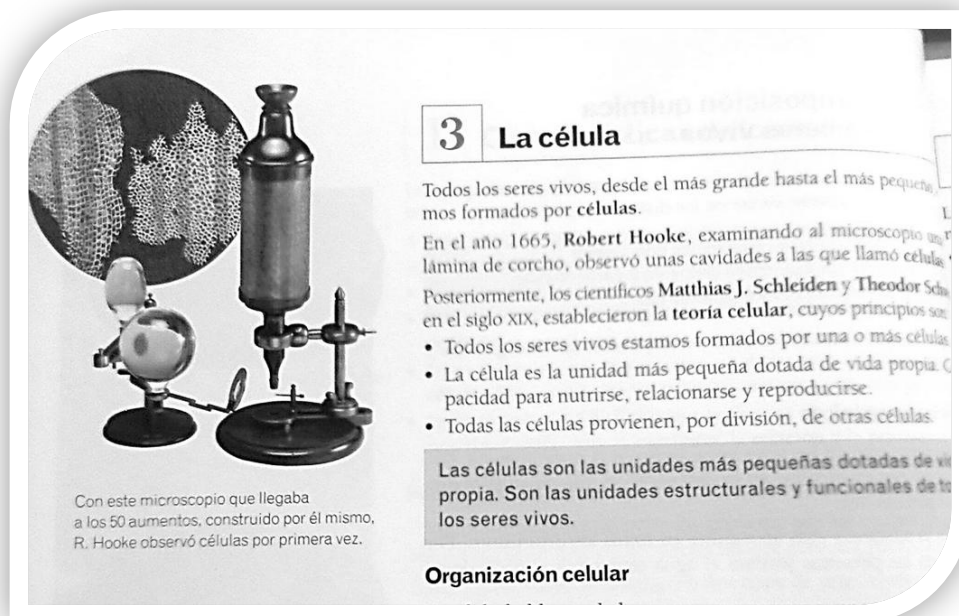 3 La célula
Todos los seres vivos, desde el más grande hasta el más
mos formados por células.
En el año 1665, Robert Hooke, examinando al microscopio
lámina de corcho, observó unas cavidades a las que llamó
Posteriormente, los científicos Matthias J. Schleiden y Theodor
en el siglo XIX, establecieron la teoría celular, cuyos principios
• Todos los seres vivos estamos formados por una o más células
• La célula es la unidad más pequeña dotada de vida propia.
pacidad para nutrirse, relacionarse y reproducirse.
• Todas las células provienen, por división, de otras células.
Las células son las unidades más pequeñas dotadas de
propia. Son las unidades estructurales y funcionales de
los seres vivos.
Con este microscopio que llegaba
a los 50 aumentos, construido por él mismo,
R. Hooke observó células por primera vez.
Organización celular